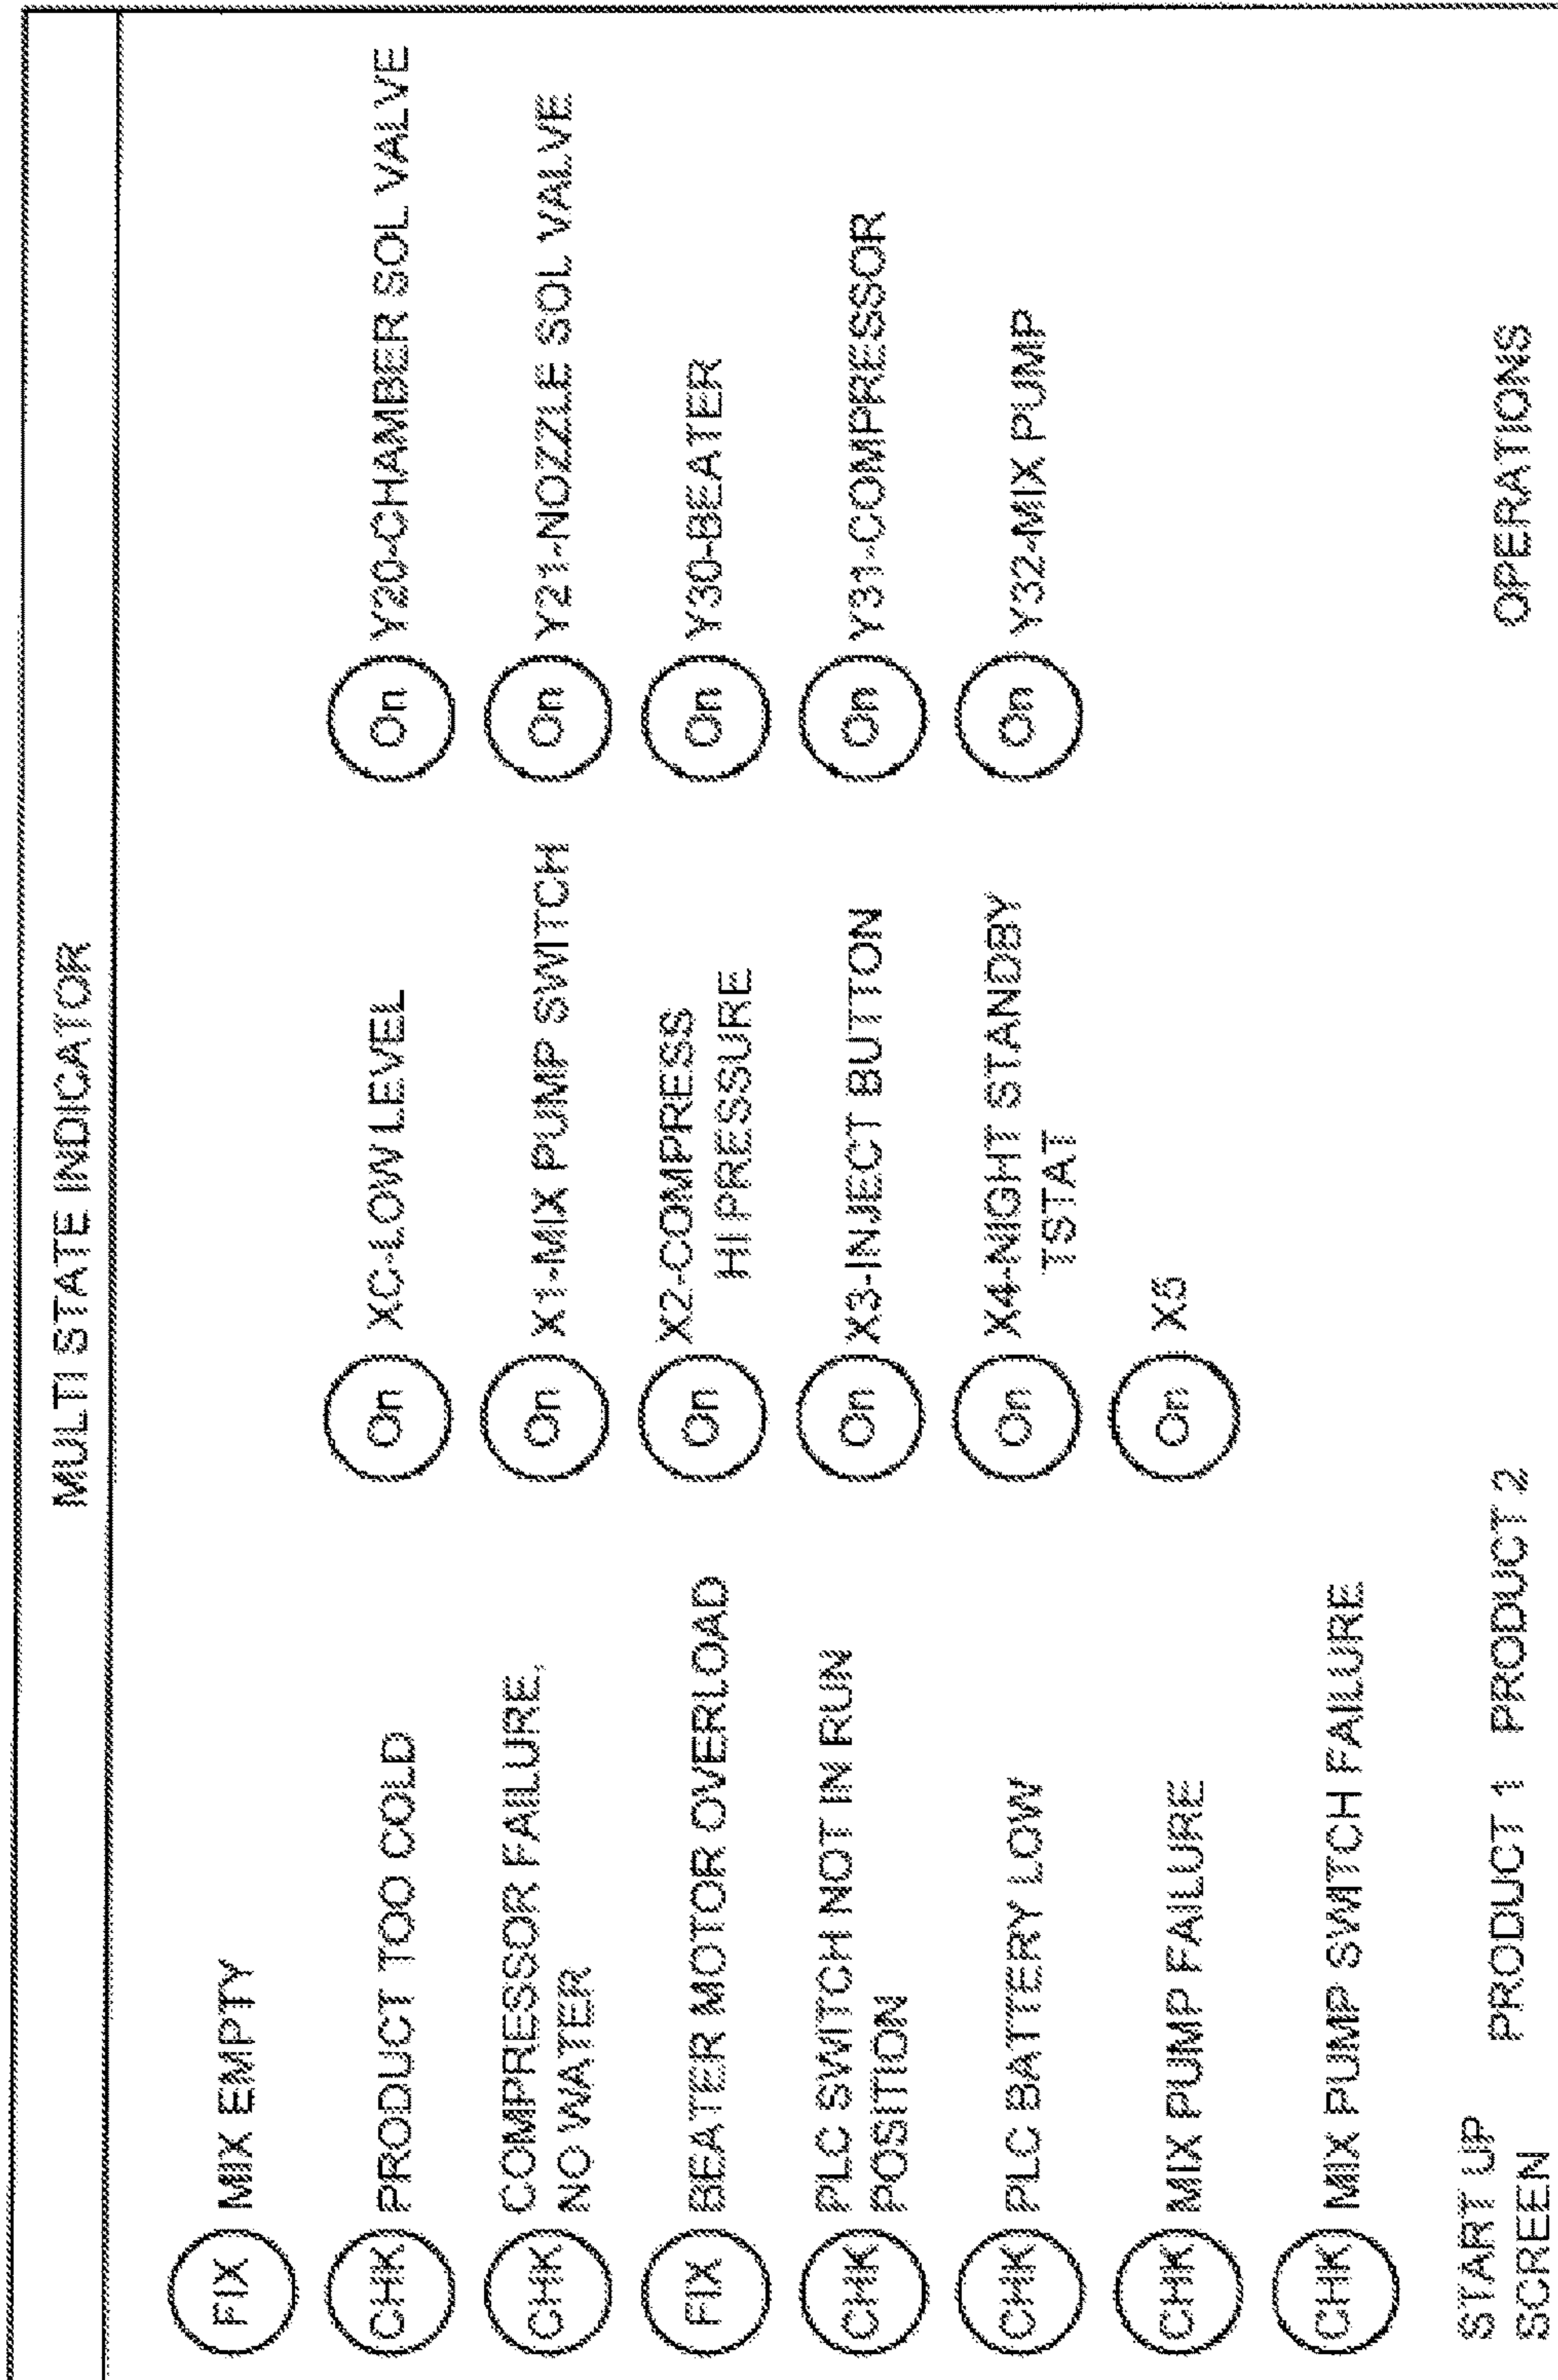 MULTI STATE INDICATOR
FIX MIX EMPTY
CHK PRODUCT TOO COLD
CHK COMPRESSOR FAILURE,
NO WATER
FIX BEATER MOTOR OVERLOAD
CHK PLC SWITCH NOT IN RUN
POSITION
CHK PLC BATTERY LOW
CHK MIX PUMP FAILURE
CHK MIX PUMP SWITCH FAILURE
On XC-LOW LEVEL
On X1-MIX PUMP SWITCH
On X2-COMPRESS
HI PRESSURE
On X3-INJECT BUTTON
On X4-NIGHT STANDBY
TSTAT
On X5
On Y20-CHAMBER SOL VALVE
On Y21-NOZZLE SOL VALVE
On Y30-BEATER
On Y31-COMPRESSOR
On Y32-MIX PUMP
START UP
SCREEN
PRODUCT 1 PRODUCT 2
OPERATIONS